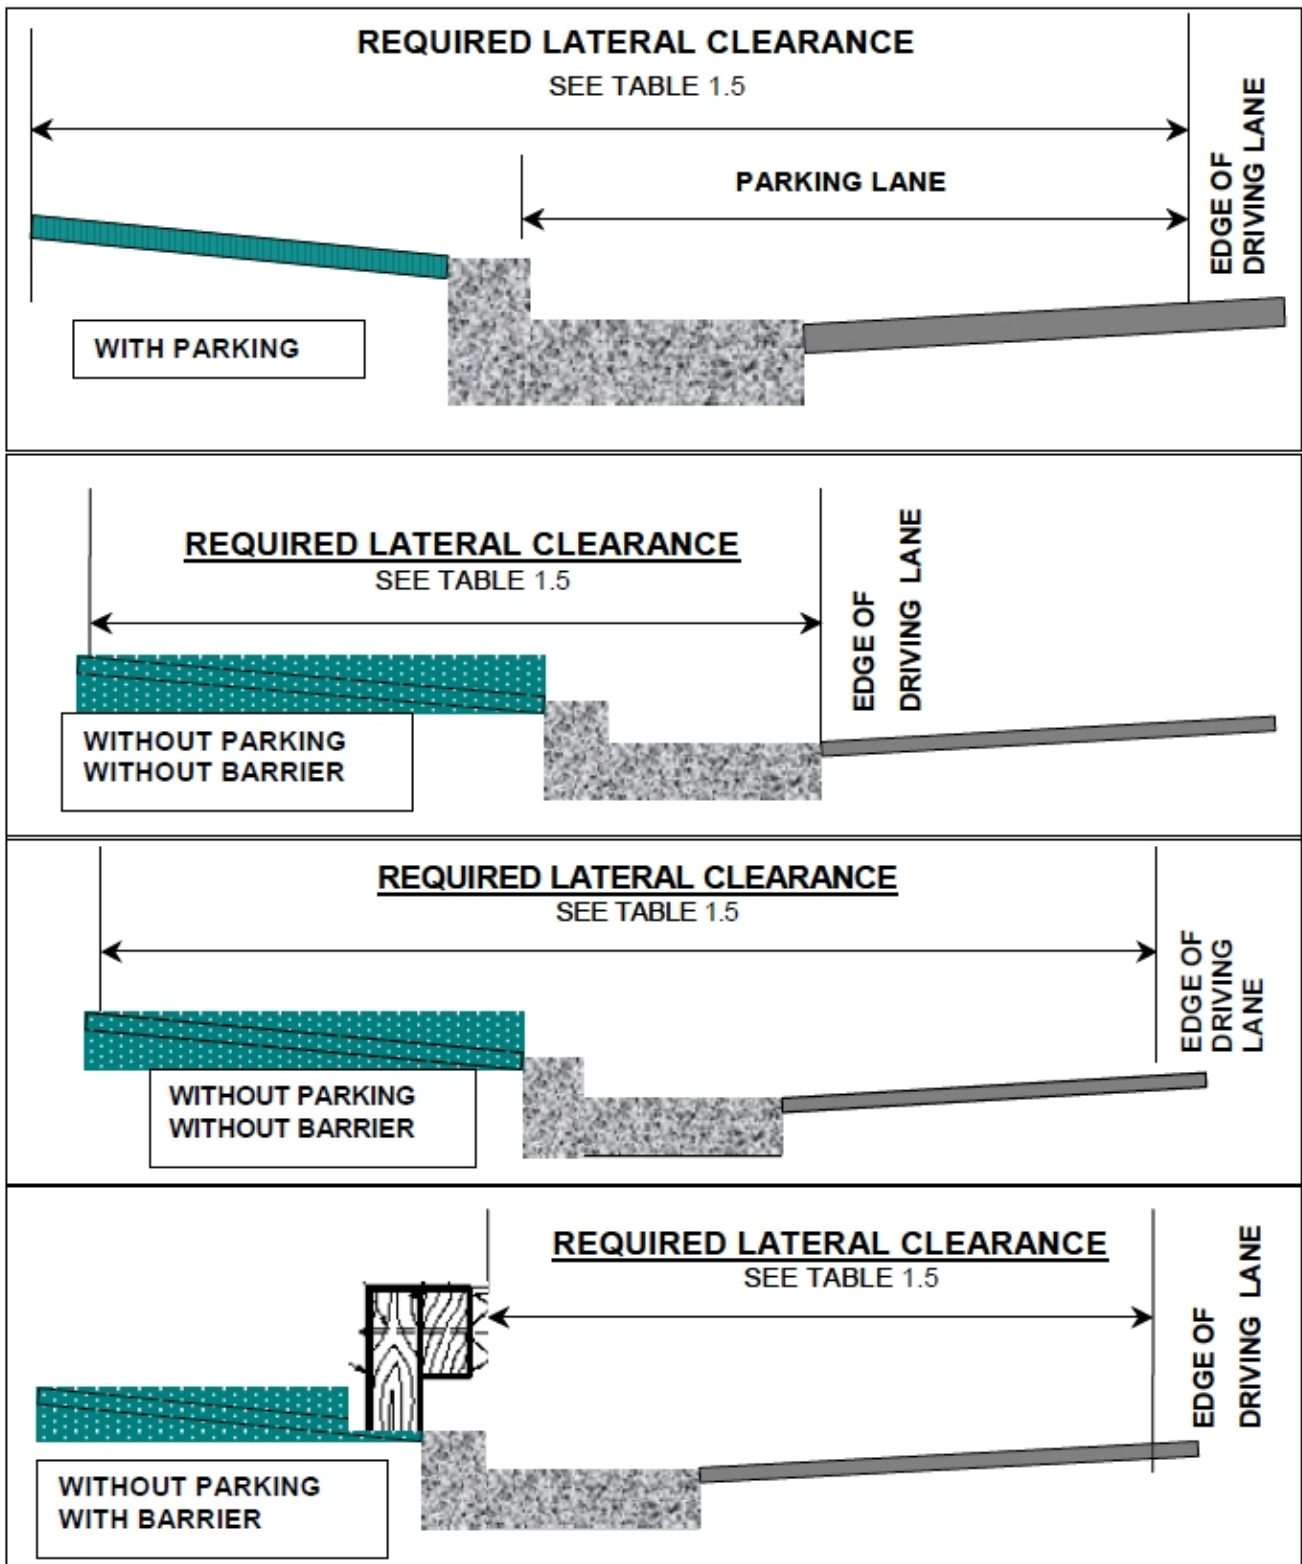 REQUIRED LATERAL CLEARANCE
SEE TABLE 1.5
EDGE OF
DRIVING LANE
PARKING LANE
WITH PARKING
REQUIRED LATERAL CLEARANCE
SEE TABLE 1.5
EDGE OF
DRIVING LANE
WITHOUT PARKING
WITHOUT BARRIER
REQUIRED LATERAL CLEARANCE
SEE TABLE 1.5
EDGE OF
DRIVING
LANE
WITHOUT PARKING
WITHOUT BARRIER
REQUIRED LATERAL CLEARANCE
SEE TABLE 1.5
EDGE OF
DRIVING LANE
WITHOUT PARKING
WITH BARRIER